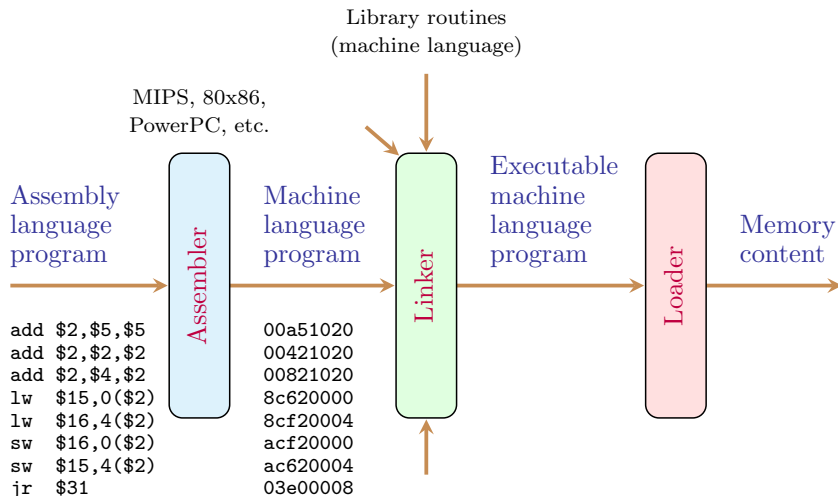 Library routines
(machine language)
MIPS, 80x86,
PowerPC, etc.
Assembly
language
program
Assembler
Machine
language
program
Linker
Executable
machine
language
program
Loader
Memory
content
add $2,$5,$5
add $2,$2,$2
add $2,$4,$2
lw $15,0($2)
lw $16,4($2)
sw $16,0($2)
sw $15,4($2)
jr $31
00a51020
00421020
00821020
8c620000
8cf20004
acf20000
ac620004
03e00008